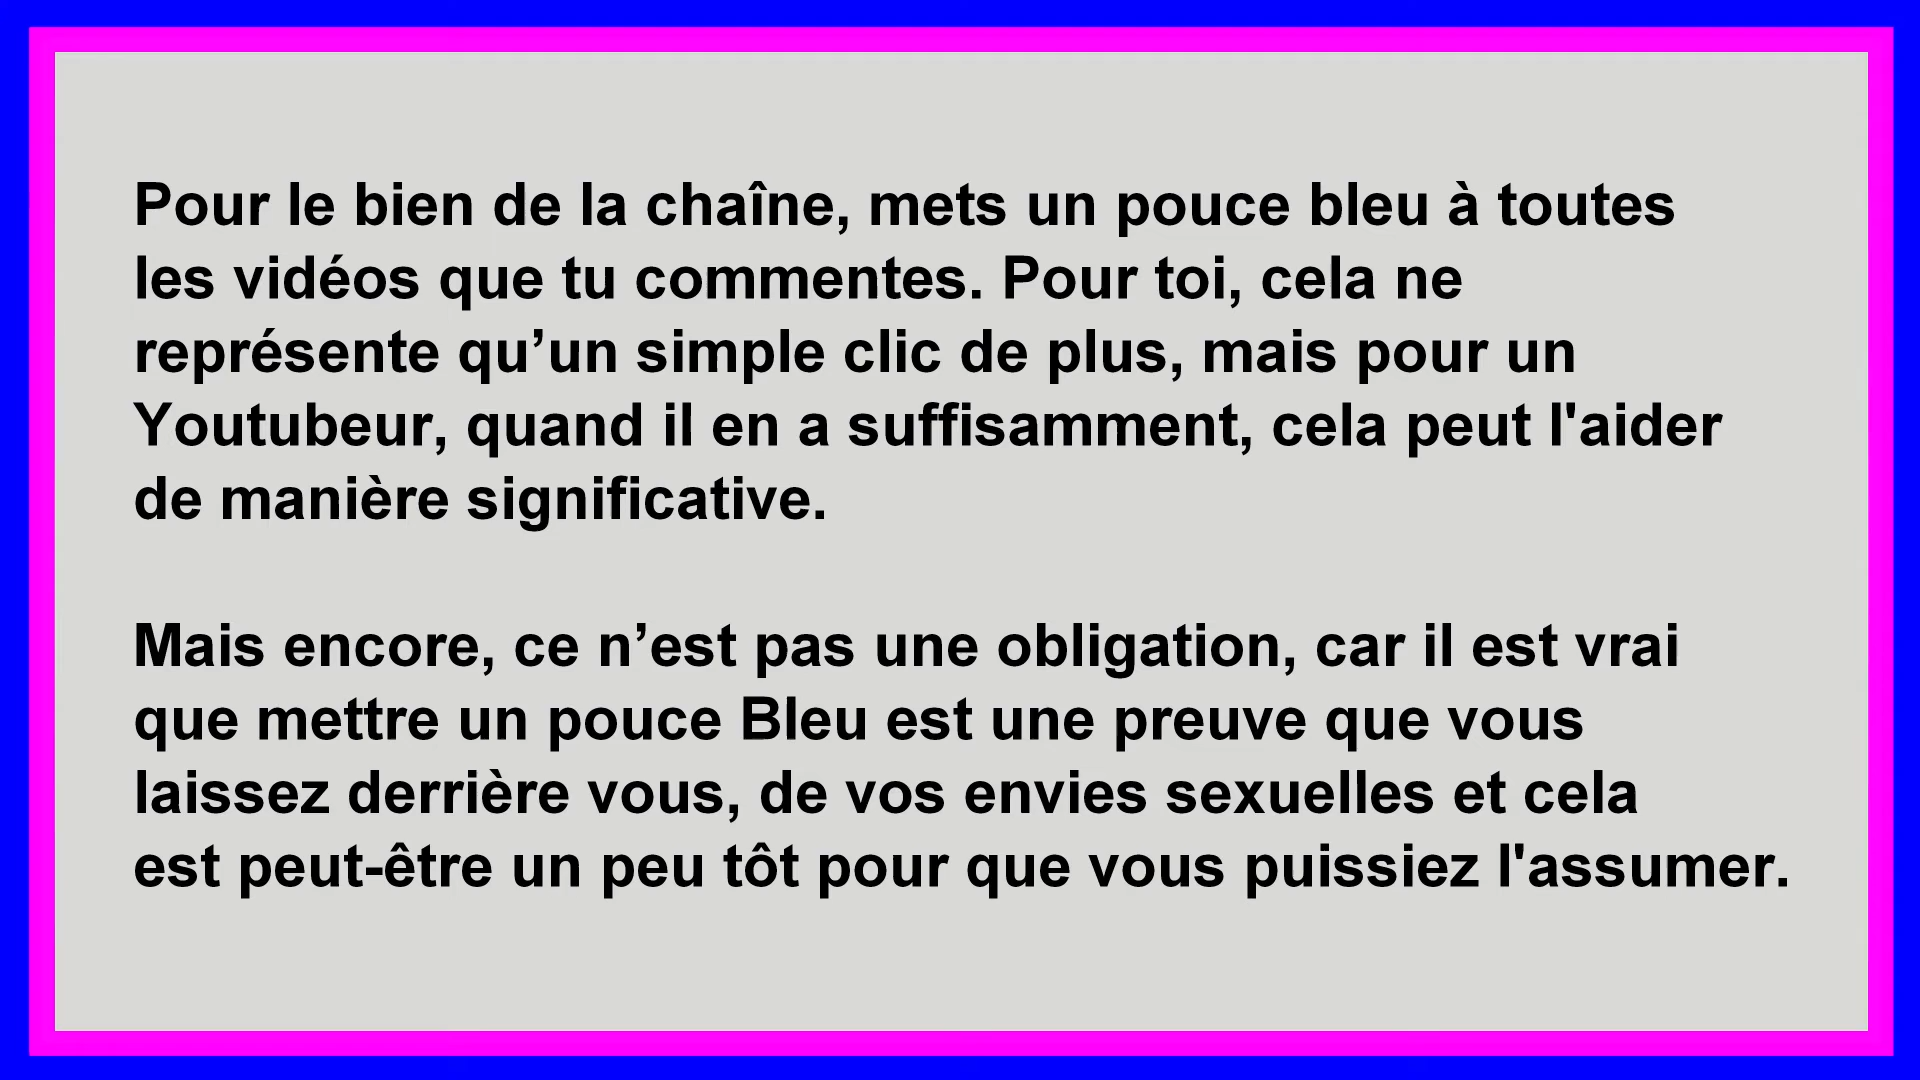 Pour le bien de la chaîne, mets un pouce bleu à toutes
les vidéos que tu commentes. Pour toi, cela ne
représente qu’un simple clic de plus, mais pour un
Youtubeur, quand il en a suffisamment, cela peut l'aider
de manière significative.
Mais encore, ce n’est pas une obligation, car il est vrai
que mettre un pouce Bleu est une preuve que vous
laissez derrière vous, de vos envies sexuelles et cela
est peut-être un peu tôt pour que vous puissiez l'assumer.